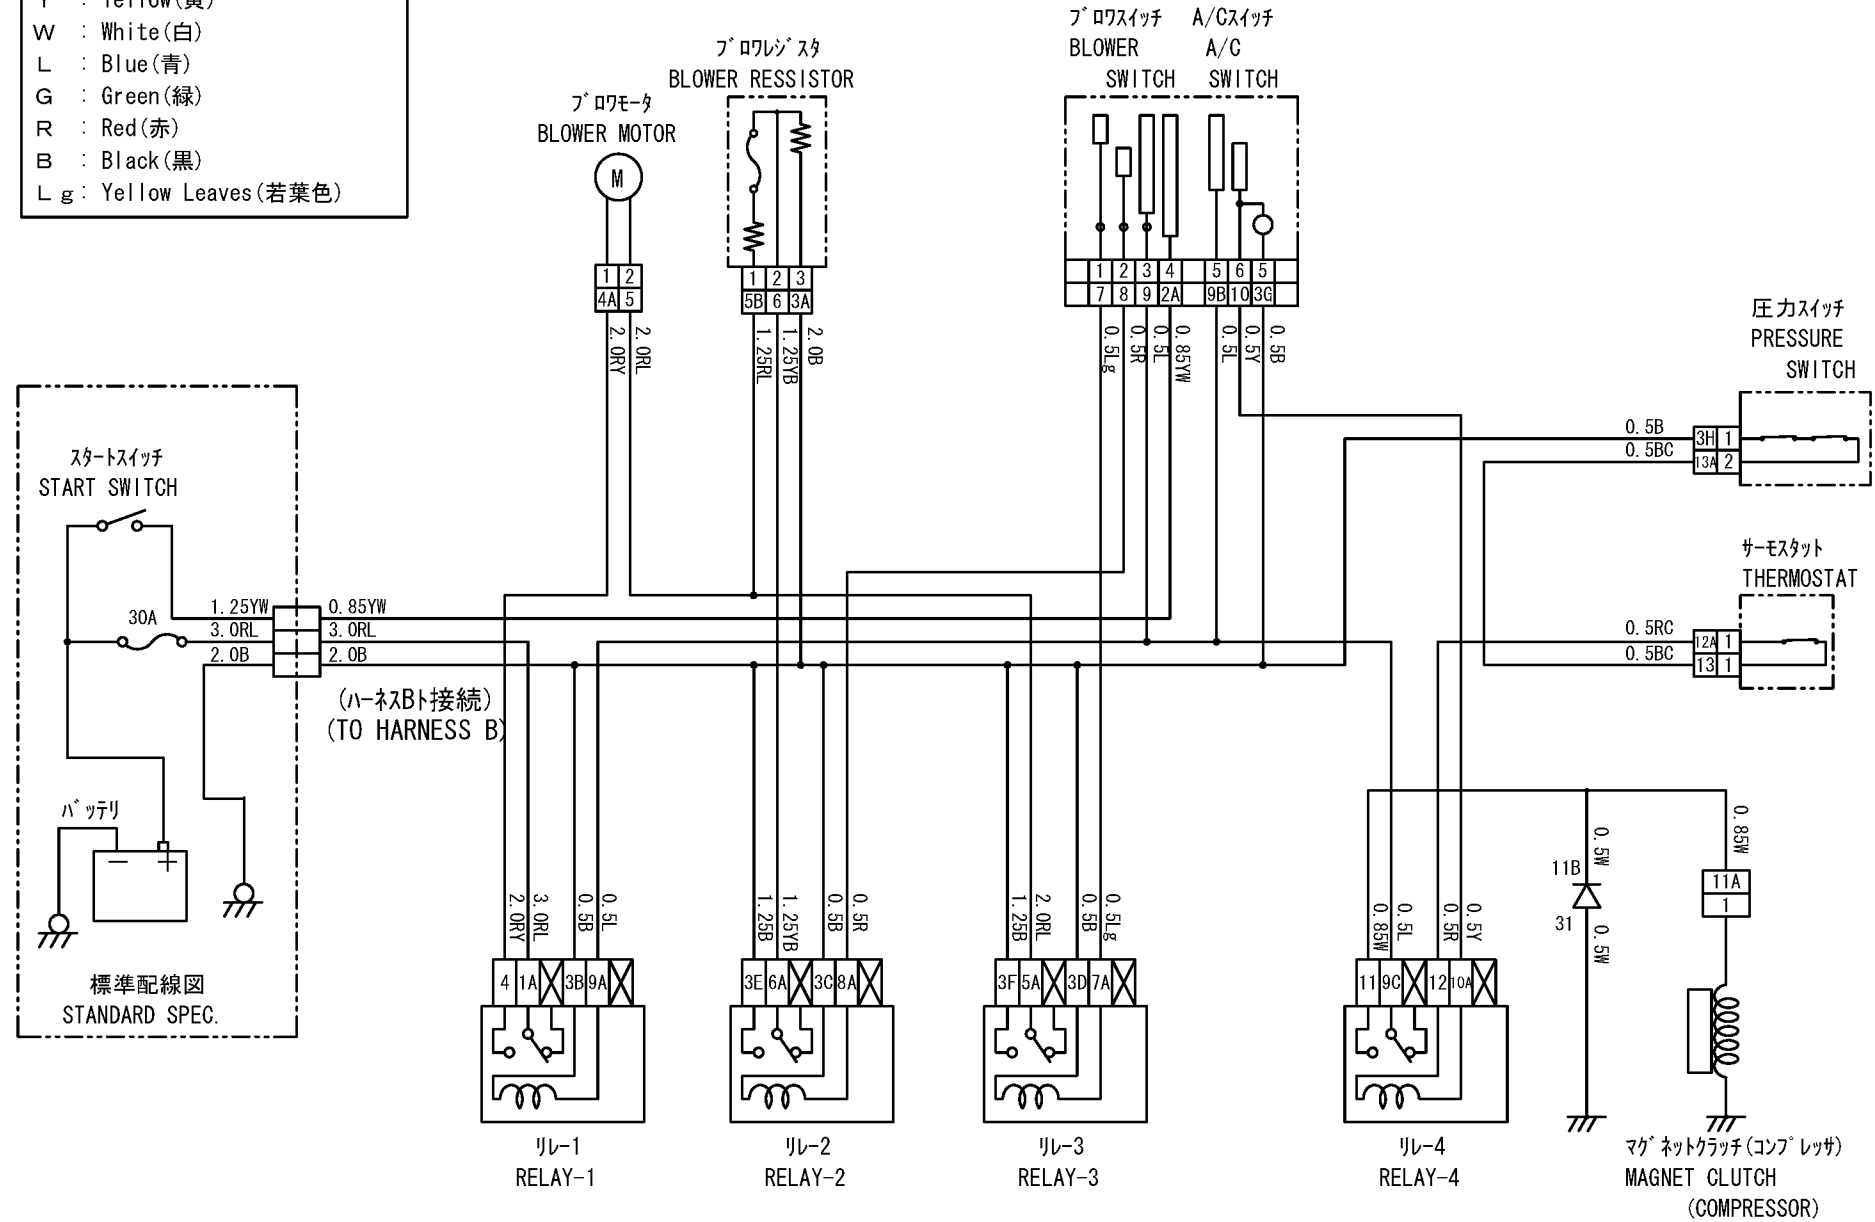 Y : Yellow(黄)
W : White(白)
L : Blue(青)
G : Green(緑)
R : Red(赤)
B : Black(黒)
Lg: Yellow Leaves(若葉色)
ブロワモータ
BLOWER MOTOR
M
1 2
4A 5
2.0RY
2.0RL
ブロワレジスタ
BLOWER RESSISTOR
1 2 3
5B 6 3A
1.25RL
1.25YB
2.0B
ブロワスイッチ A/Cスイッチ
BLOWER A/C
SWITCH SWITCH
1 2 3 4 5 6 5
7 8 9 2A 9B 10 3G
0.5Lg
0.5R
0.5L
0.85YW
0.5L
0.5Y
0.5B
圧力スイッチ
PRESSURE
SWITCH
0.5B
3H 1
0.5BC
13A 2
サーモスタット
THERMOSTAT
0.5RC
12A 1
0.5BC
13 1
スタートスイッチ
START SWITCH
30A
1.25YW
0.85YW
3.0RL
3.0RL
2.0B
2.0B
(ハーネスBト接続)
(TO HARNESS B)
バッテリ
− +
標準配線図
STANDARD SPEC.
2.0RY
3.0RL
0.5B
0.5L
4 1A 3B 9A
リレー1
RELAY-1
1.25B
1.25YB
0.5B
0.5R
3E 6A 3C 8A
リレー2
RELAY-2
1.25B
2.0RL
0.5B
0.5Lg
3F 5A 3D 7A
リレー3
RELAY-3
0.85W
0.5L
0.5R
0.5Y
11 9C 12 10A
リレー4
RELAY-4
0.5W
11B
31
0.5W
0.85W
11A
1
マグネットクラッチ(コンプレッサ)
MAGNET CLUTCH
(COMPRESSOR)